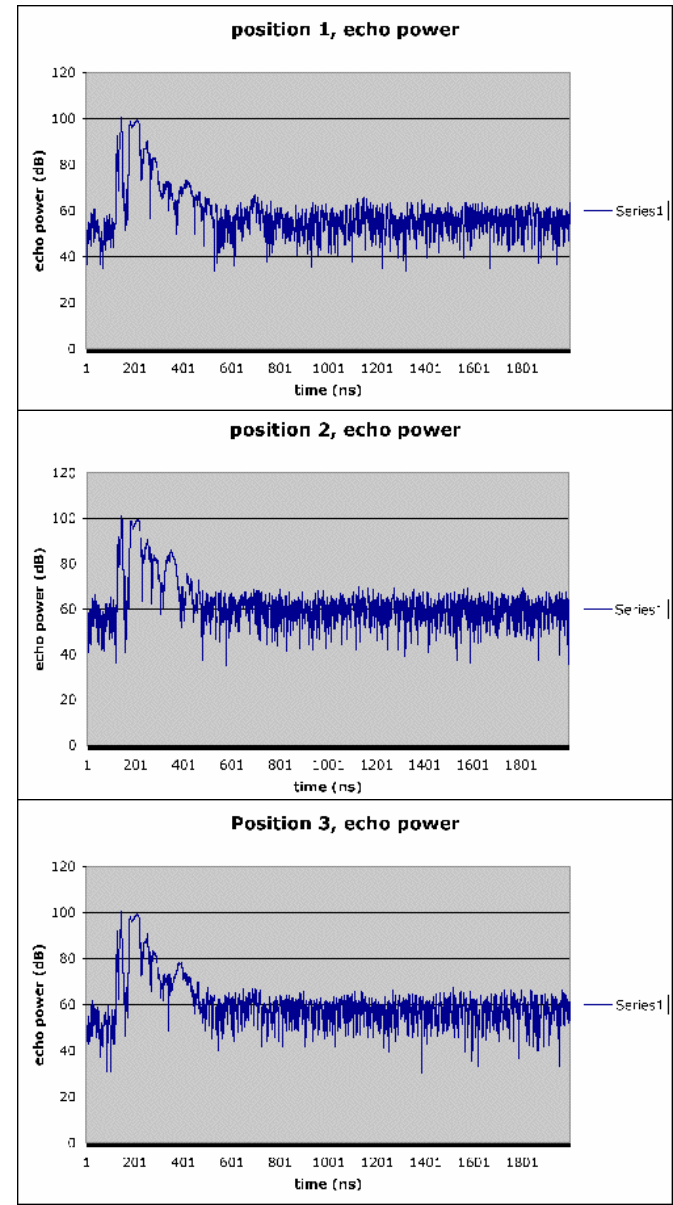 position 1, echo power
120
100
80
60
40
20
0
echo power (dB)
1 201 401 601 801 1001 1201 1401 1601 1801
time (ns)
Series1
position 2, echo power
120
100
80
60
40
20
0
echo power (dB)
1 201 401 601 801 1001 1201 1401 1601 1801
time (ns)
Series1
Position 3, echo power
120
100
80
60
40
20
0
echo power (dB)
1 201 401 601 801 1001 1201 1401 1601 1801
time (ns)
Series1